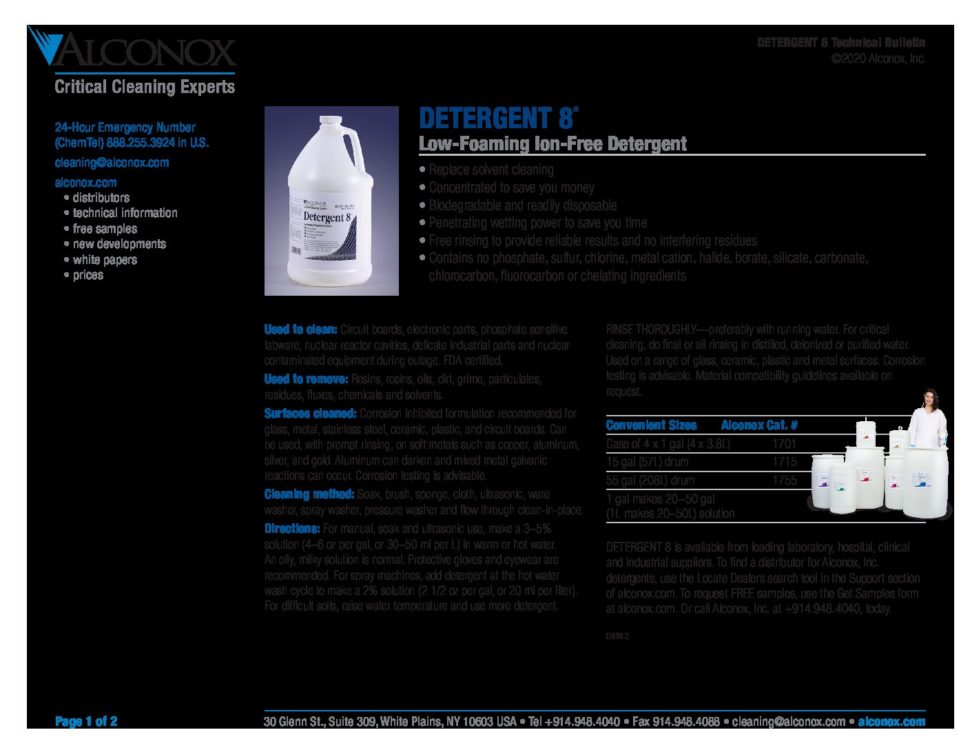 ALCONOX
Critical Cleaning Experts
DETERGENT 8 Technical Bulletin
©2020 Alconox, Inc.
24-Hour Emergency Number
(ChemTel) 888.255.3924 in U.S.
cleaning@alconox.com
alconox.com
• distributors
• technical information
• free samples
• new developments
• white papers
• prices
ALCONOX
Detergent 8
DETERGENT 8®
Low-Foaming Ion-Free Detergent
• Replace solvent cleaning
• Concentrated to save you money
• Biodegradable and readily disposable
• Penetrating wetting power to save you time
• Free rinsing to provide reliable results and no interfering residues
• Contains no phosphate, sulfur, chlorine, metal cation, halide, borate, silicate, carbonate,
chlorocarbon, fluorocarbon or chelating ingredients
Used to clean: Circuit boards, electronic parts, phosphate sensitive
labware, nuclear reactor cavities, delicate industrial parts and nuclear
contaminated equipment during outage. FDA certified.
Used to remove: Resins, rosins, oils, dirt, grime, particulates,
residues, fluxes, chemicals and solvents.
Surfaces cleaned: Corrosion inhibited formulation recommended for
glass, metal, stainless steel, ceramic, plastic, and circuit boards. Can
be used, with prompt rinsing, on soft metals such as copper, aluminum,
silver, and gold. Aluminum can darken and mixed metal galvanic
reactions can occur. Corrosion testing is advisable.
Cleaning method: Soak, brush, sponge, cloth, ultrasonic, ware
washer, spray washer, pressure washer and flow through clean-in-place.
Directions: For manual, soak and ultrasonic use, make a 3–5%
solution (4–6 oz per gal, or 30–50 ml per L) in warm or hot water.
An oily, milky solution is normal. Protective gloves and eyewear are
recommended. For spray machines, add detergent at the hot water
wash cycle to make a 2% solution (2 1/2 oz per gal, or 20 ml per liter).
For difficult soils, raise water temperature and use more detergent.
RINSE THOROUGHLY—preferably with running water. For critical
cleaning, do final or all rinsing in distilled, deionized or purified water.
Used on a range of glass, ceramic, plastic and metal surfaces. Corrosion
testing is advisable. Material compatibility guidelines available on
request.
Convenient Sizes Alconox Cat. #
Case of 4 x 1 gal (4 x 3.8L) 1701
15 gal (57L) drum 1715
55 gal (208L) drum 1755
1 gal makes 20–50 gal
(1L makes 20–50L) solution
DETERGENT 8 is available from leading laboratory, hospital, clinical
and industrial suppliers. To find a distributor for Alconox, Inc.
detergents, use the Locate Dealers search tool in the Support section
of alconox.com. To request FREE samples, use the Get Samples form
at alconox.com. Or call Alconox, Inc. at +914.948.4040, today.
Page 1 of 2
30 Glenn St., Suite 309, White Plains, NY 10603 USA • Tel +914.948.4040 • Fax 914.948.4088 • cleaning@alconox.com • alconox.com